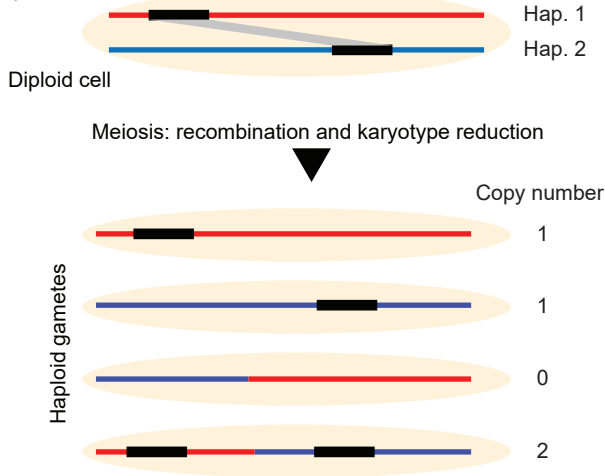 Hap. 1
Hap. 2
Diploid cell
Meiosis: recombination and karyotype reduction
Copy number
1
1
0
2
Haploid gametes